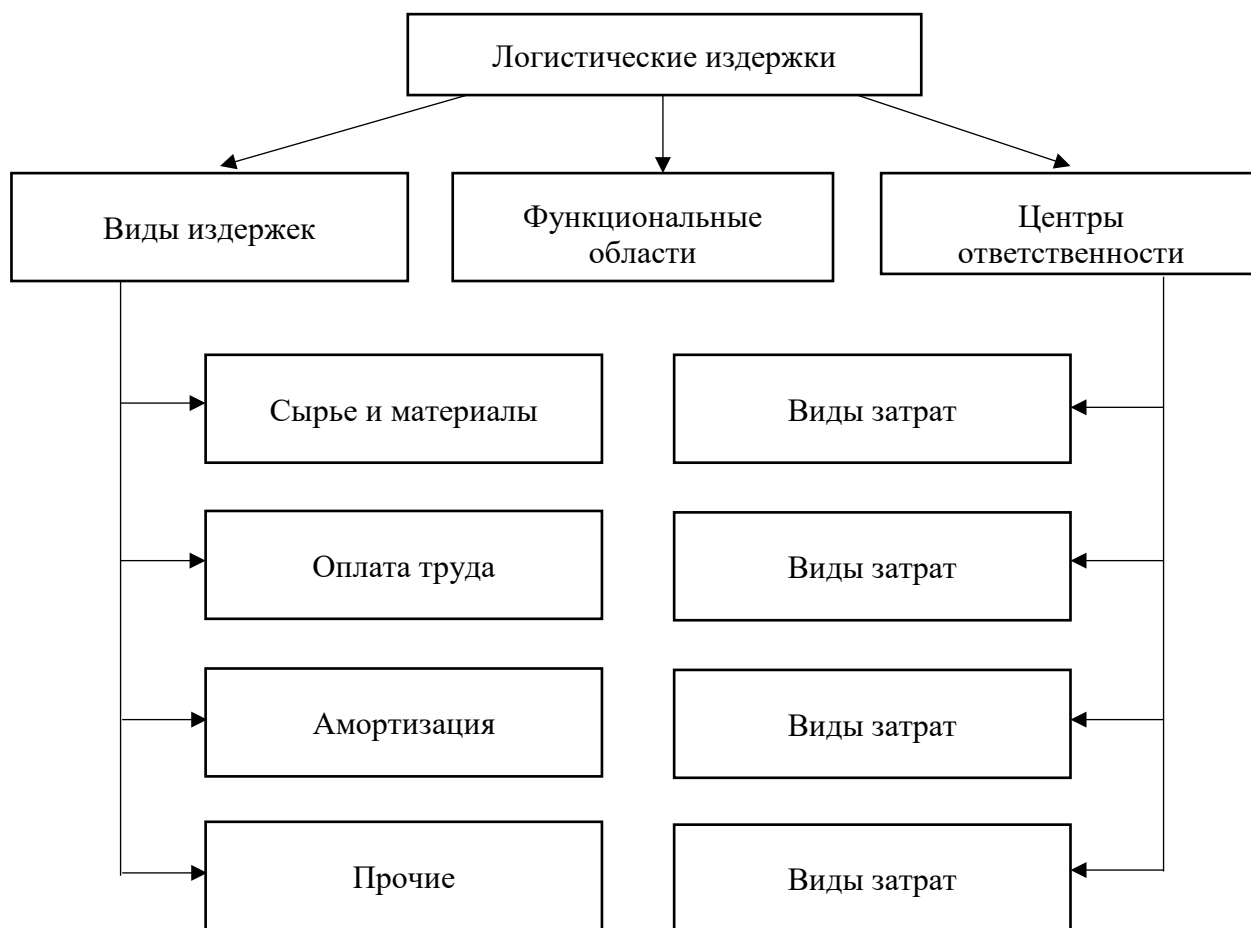 Логистические издержки
Виды издержек
Функциональные
области
Центры
ответственности
Сырье и материалы
Виды затрат
Оплата труда
Виды затрат
Амортизация
Виды затрат
Прочие
Виды затрат